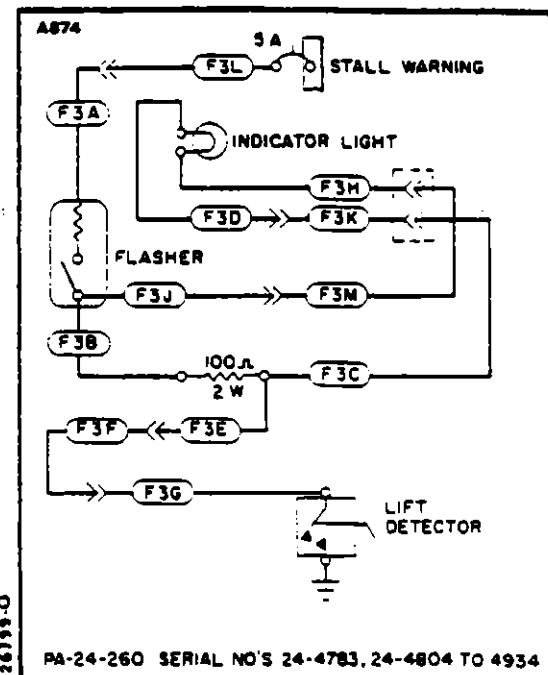 A874
5 A
F3L
STALL WARNING
F3A
INDICATOR LIGHT
F3H
F3D
F3K
FLASHER
F3J
F3M
F3B
100Ω
2 W
F3C
F3F
F3E
F3G
LIFT
DETECTOR
PA-24-260 SERIAL NO'S 24-4783, 24-4804 TO 4934